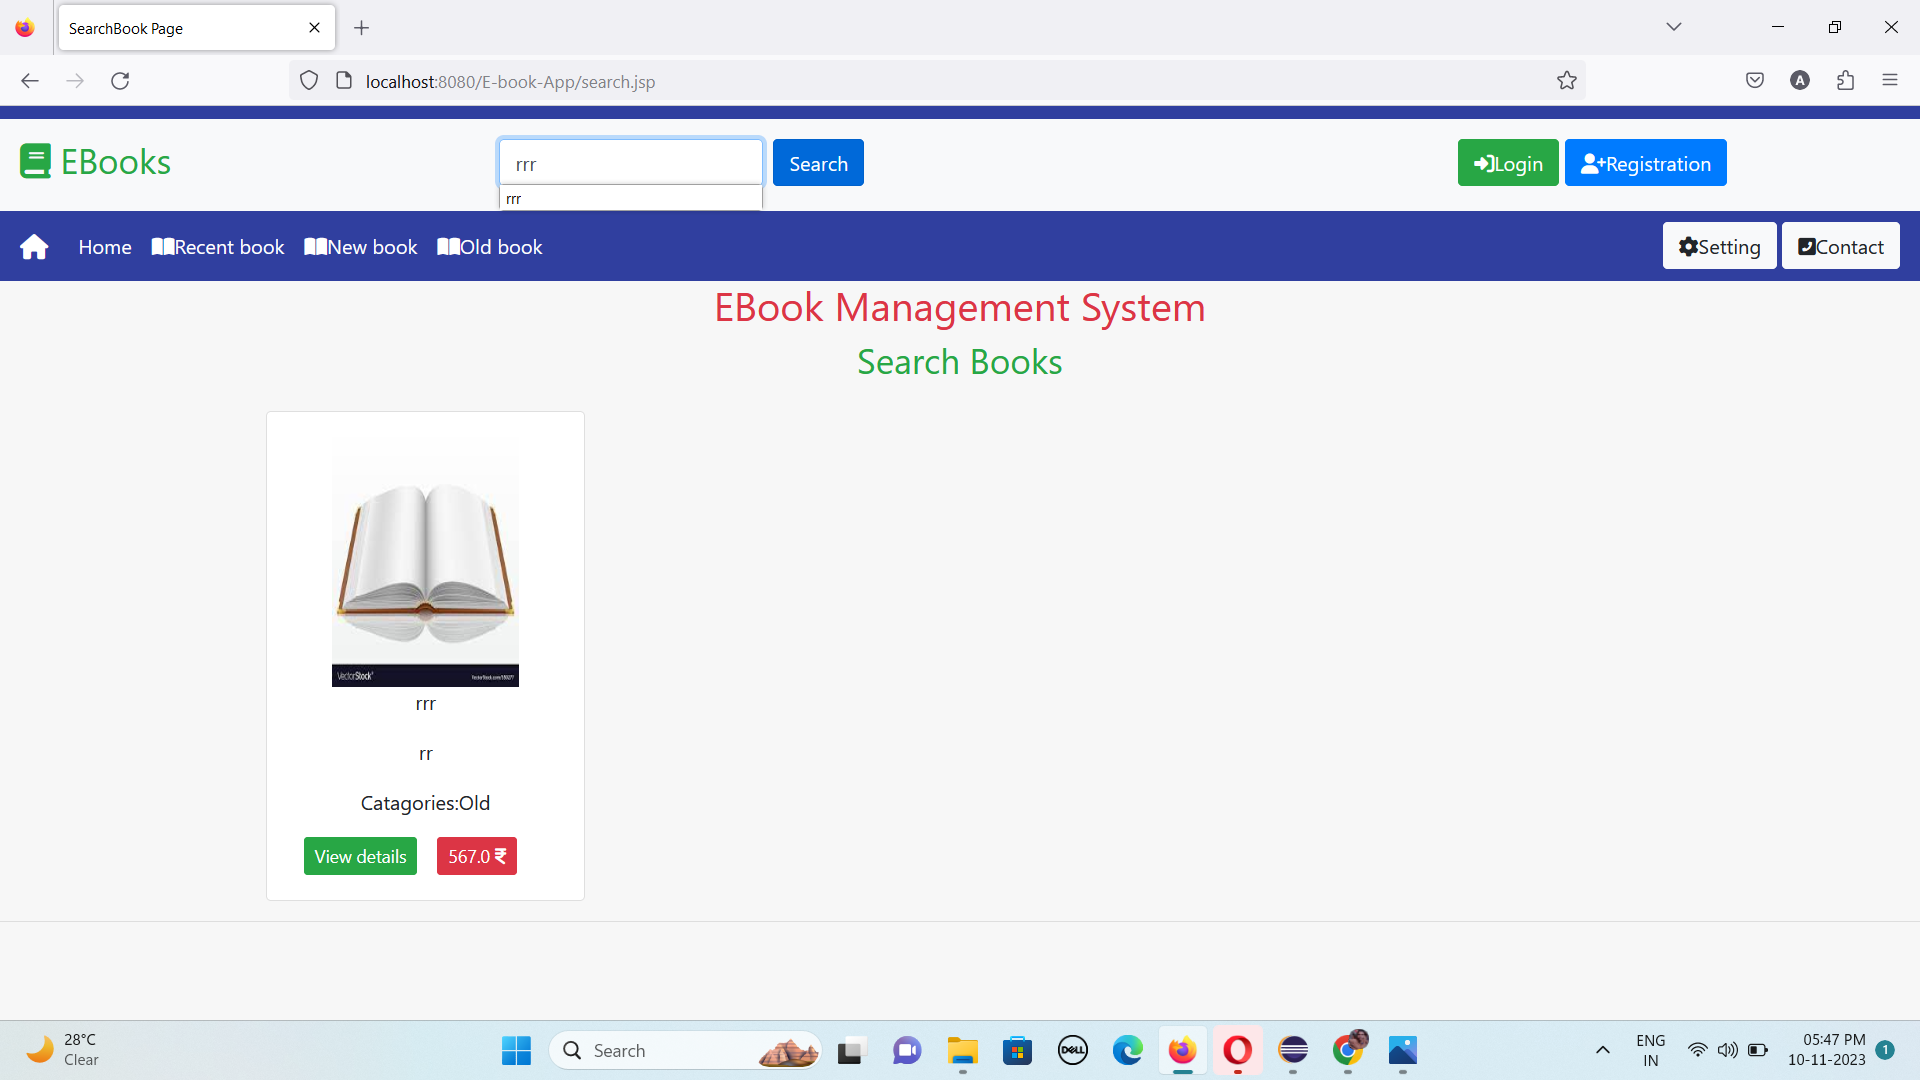 SearchBook Page
localhost:8080/E-book-App/search.jsp
EBooks
rrr
Search
Login
Registration
rrr
Home
Recent book
New book
Old book
Setting
Contact
EBook Management System
Search Books
VectorStock
rrr
rr
Catagories:Old
View details
567.0 ₹
28°C
Clear
Search
DELL
ENG
IN
05:47 PM
10-11-2023
1
A